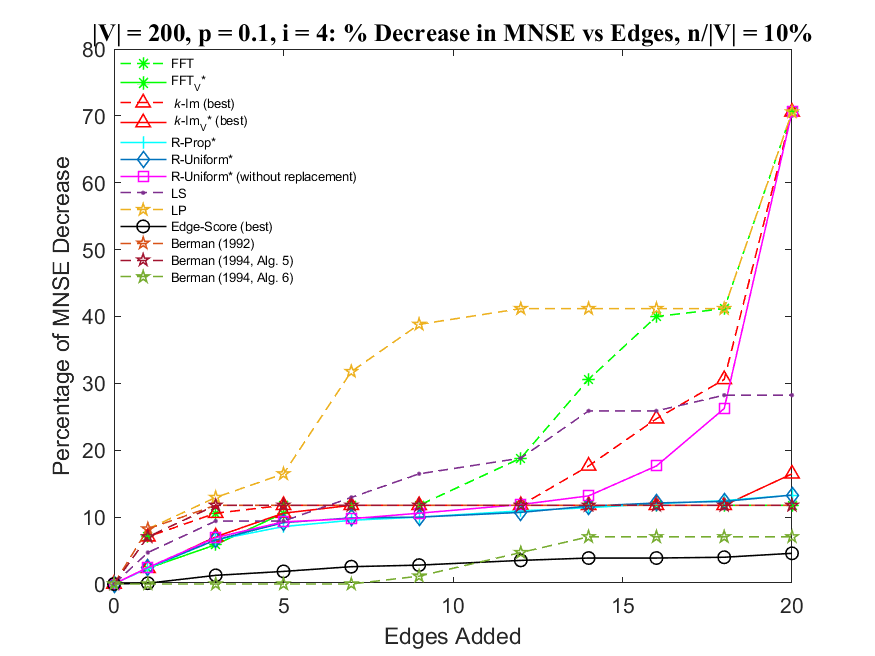 |V| = 200, p = 0.1, i = 4: % Decrease in MNSE vs Edges, n/|V| = 10%
80
70
60
50
40
30
20
10
0
Percentage of MNSE Decrease
FFT
FFT_V*
k-Im (best)
k-Im_V* (best)
R-Prop*
R-Uniform*
R-Uniform* (without replacement)
LS
LP
Edge-Score (best)
Berman (1992)
Berman (1994, Alg. 5)
Berman (1994, Alg. 6)
0 5 10 15 20
Edges Added